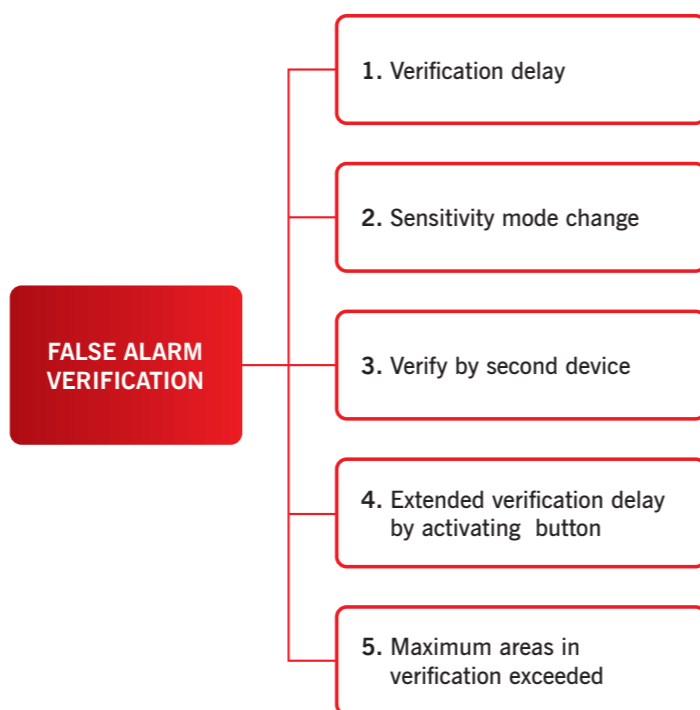 FALSE ALARM
VERIFICATION
1. Verification delay
2. Sensitivity mode change
3. Verify by second device
4. Extended verification delay
by activating button
5. Maximum areas in
verification exceeded